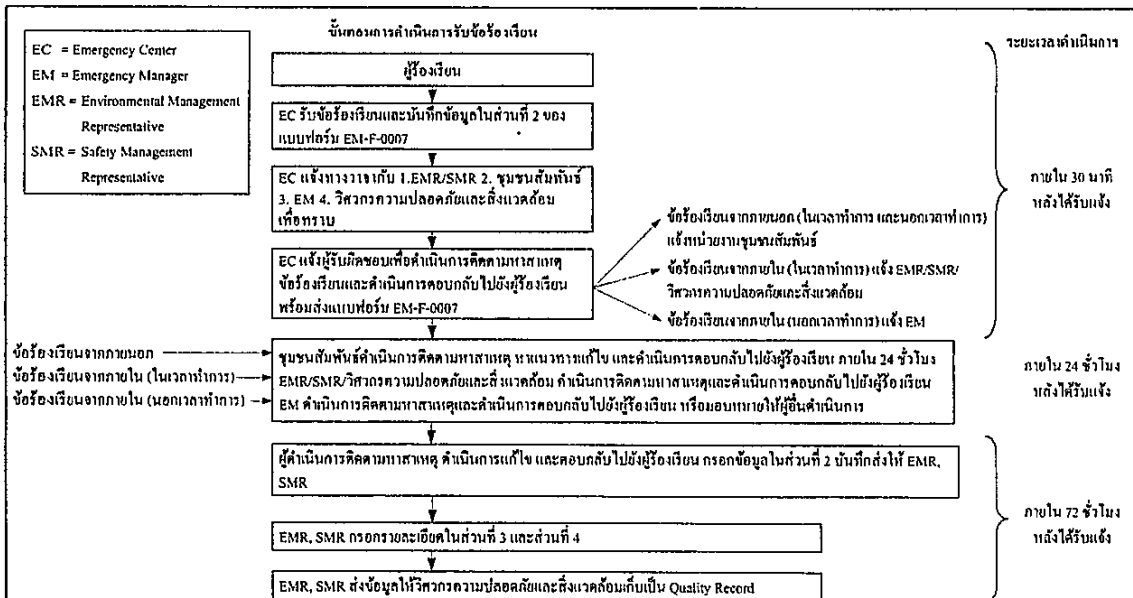 ขั้นตอนการดำเนินการรับข้อร้องเรียน
ระยะเวลาดำเนินการ
EC = Emergency Center
EM = Emergency Manager
EMR = Environmental Management
Representative
SMR = Safety Management
Representative
ผู้ร้องเรียน
EC รับข้อร้องเรียนและบันทึกข้อมูลในส่วนที่ 2 ของ
แบบฟอร์ม EM-F-0007
EC แจ้งทางวาจากับ 1.EMR/SMR 2. ชุมชนสัมพันธ์
3. EM 4. วิศวกรความปลอดภัยและสิ่งแวดล้อม
เพื่อทราบ
EC แจ้งผู้รับผิดชอบเพื่อดำเนินการติดตามหาสาเหตุ
ข้อร้องเรียนและดำเนินการตอบกลับไปยังผู้ร้องเรียน
พร้อมส่งแบบฟอร์ม EM-F-0007
ข้อร้องเรียนจากภายนอก (ในเวลาทำการ และนอกเวลาทำการ)
แจ้งหน่วยงานชุมชนสัมพันธ์
ข้อร้องเรียนจากภายใน (ในเวลาทำการ) แจ้ง EMR/SMR/
วิศวกรความปลอดภัยและสิ่งแวดล้อม
ข้อร้องเรียนจากภายใน (นอกเวลาทำการ) แจ้ง EM
ภายใน 30 นาที
หลังได้รับแจ้ง
ข้อร้องเรียนจากภายนอก
ข้อร้องเรียนจากภายใน (ในเวลาทำการ)
ข้อร้องเรียนจากภายใน (นอกเวลาทำการ)
ชุมชนสัมพันธ์ดำเนินการติดตามหาสาเหตุ หาแนวทางแก้ไข และดำเนินการตอบกลับไปยังผู้ร้องเรียน ภายใน 24 ชั่วโมง
EMR/SMR/วิศวกรความปลอดภัยและสิ่งแวดล้อม ดำเนินการติดตามหาสาเหตุและดำเนินการตอบกลับไปยังผู้ร้องเรียน
EM ดำเนินการติดตามหาสาเหตุและดำเนินการตอบกลับไปยังผู้ร้องเรียน หรือมอบหมายให้ผู้อื่นดำเนินการ
ภายใน 24 ชั่วโมง
หลังได้รับแจ้ง
ผู้ดำเนินการติดตามหาสาเหตุ ดำเนินการแก้ไข และตอบกลับไปยังผู้ร้องเรียน กรอกข้อมูลในส่วนที่ 2 บันทึกส่งให้ EMR,
SMR
EMR, SMR กรอกรายละเอียดในส่วนที่ 3 และส่วนที่ 4
EMR, SMR ส่งข้อมูลให้วิศวกรความปลอดภัยและสิ่งแวดล้อมเก็บเป็น Quality Record
ภายใน 72 ชั่วโมง
หลังได้รับแจ้ง